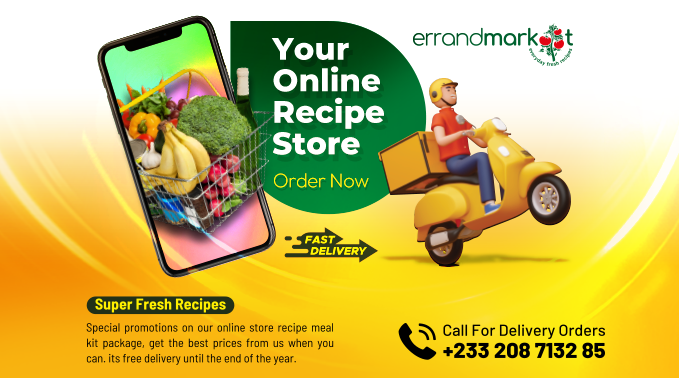 errandmarket
everyday fresh recipes
Your
Online
Recipe
Store
Order Now
FAST
DELIVERY
Super Fresh Recipes
Special promotions on our online store recipe meal
kit package, get the best prices from us when you
can. its free delivery until the end of the year.
Call For Delivery Orders
+233 208 7132 85